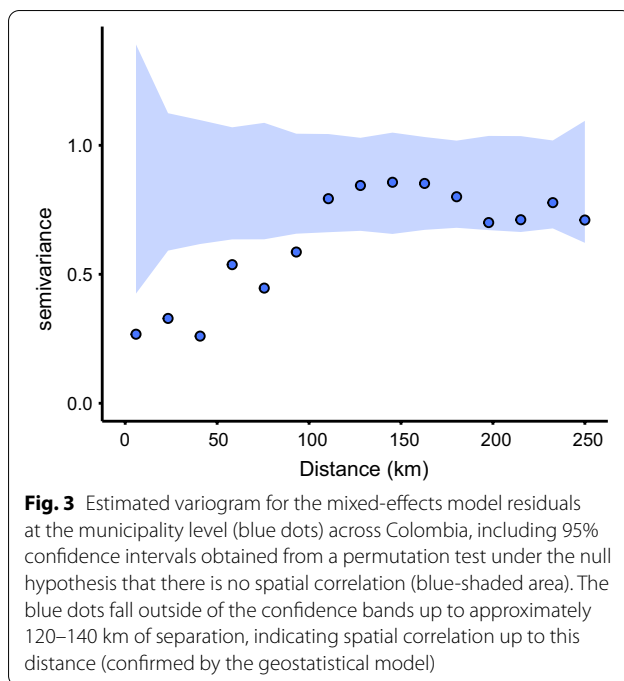 1.0
0.5
0.0
semivariance
0 50 100 150 200 250
Distance (km)
Fig. 3 Estimated variogram for the mixed-effects model residuals
at the municipality level (blue dots) across Colombia, including 95%
confidence intervals obtained from a permutation test under the null
hypothesis that there is no spatial correlation (blue-shaded area). The
blue dots fall outside of the confidence bands up to approximately
120–140 km of separation, indicating spatial correlation up to this
distance (confirmed by the geostatistical model)